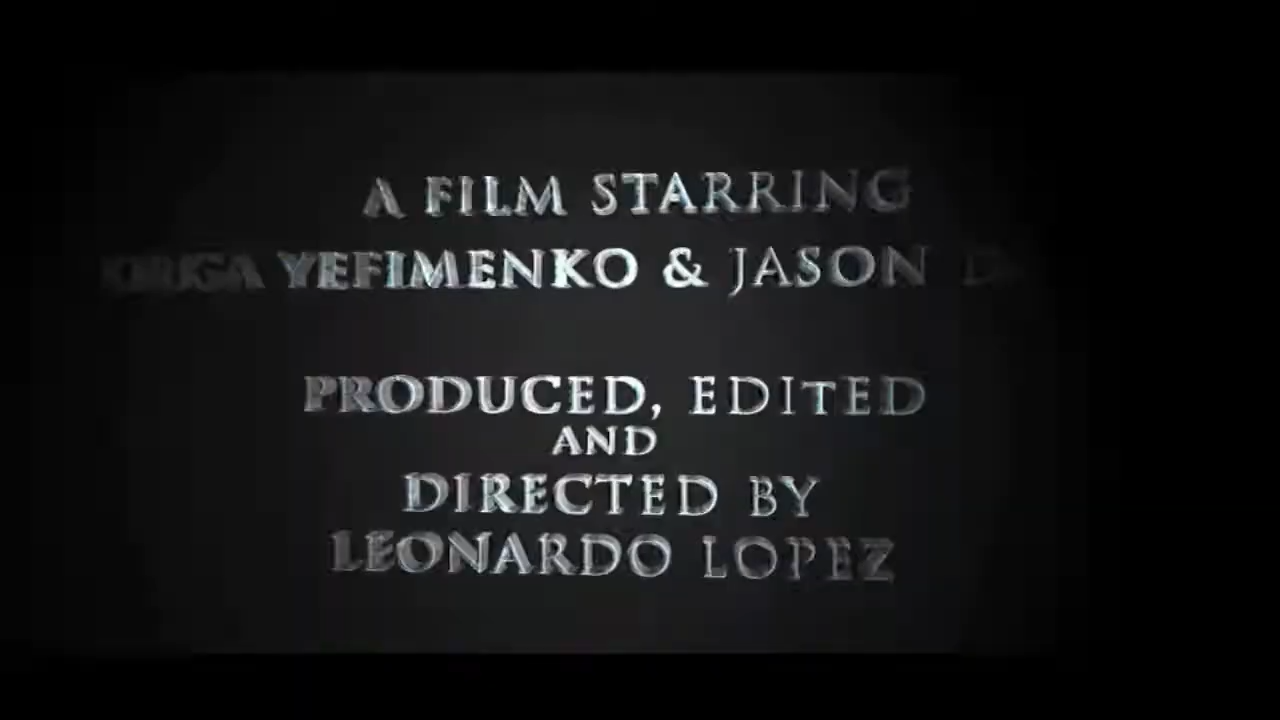 A FILM STARRING
YEFIMENKO & JASON
PRODUCED, EDITED
AND
DIRECTED BY
LEONARDO LOPEZ